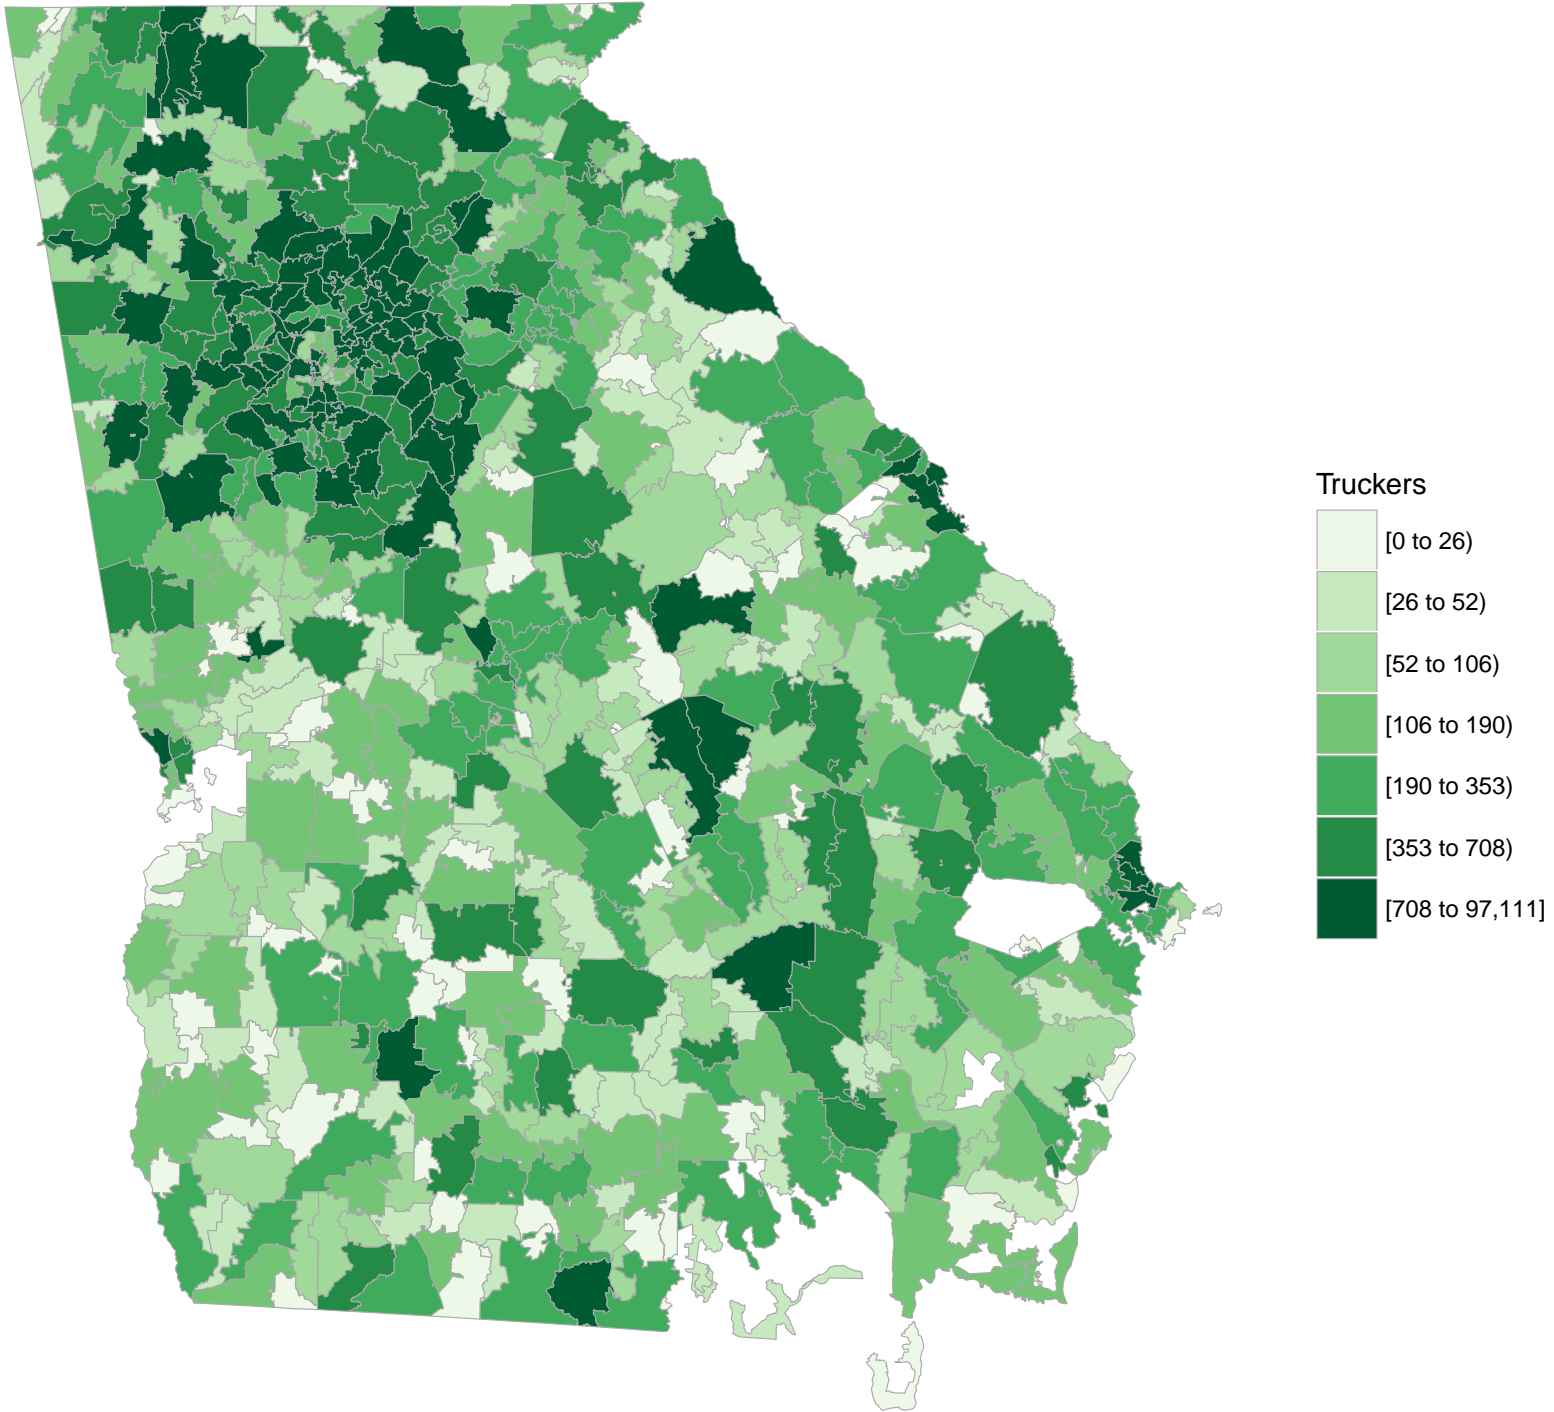 Truckers
[0 to 26)
[26 to 52)
[52 to 106)
[106 to 190)
[190 to 353)
[353 to 708)
[708 to 97,111]